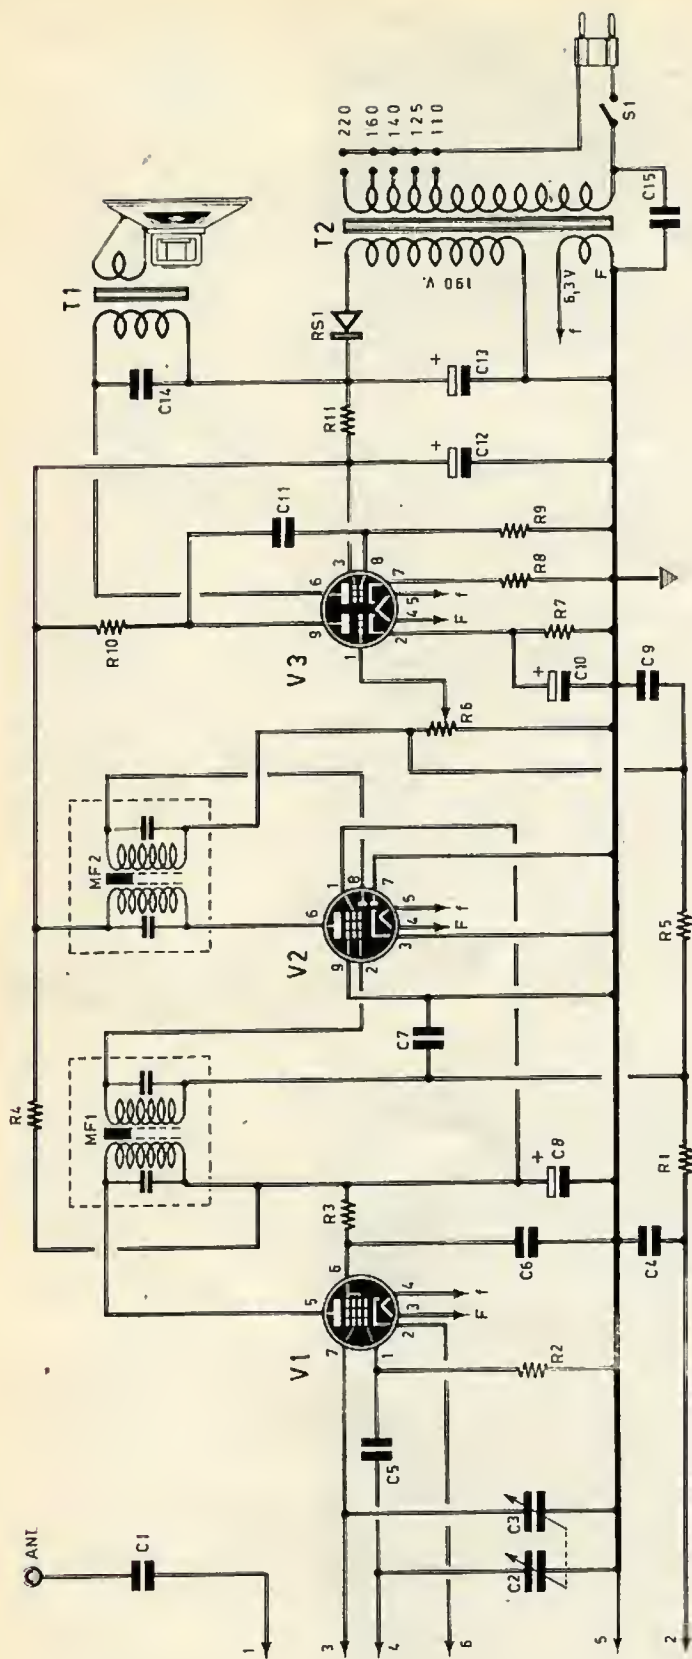 ANT.
C1
1
3
4
6
5
2
C2
C3
C5
R2
V1
7
5
6
1
2
3
4
F
f
R3
C6
C4
C8
+
R1
R4
MF1
C7
V2
9
2
6
1
8
7
3
4
5
F
f
R5
MF2
R6
V3
1
9
6
3
8
7
2
4
5
F
f
R10
C11
R7
R8
R9
C10
+
C9
C12
+
C13
+
R11
RS1
T1
C14
T2
190 V.
6,3V
f
F
C15
S1
220
160
140
125
110